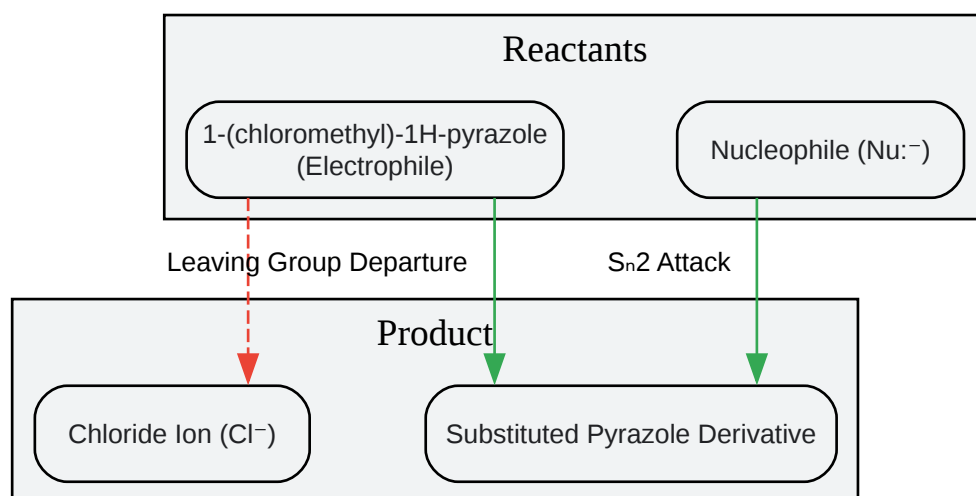 Reactants
1-(chloromethyl)-1H-pyrazole
(Electrophile)
Nucleophile (Nu:⁻)
Leaving Group Departure
Sₙ2 Attack
Product
Chloride Ion (Cl⁻)
Substituted Pyrazole Derivative